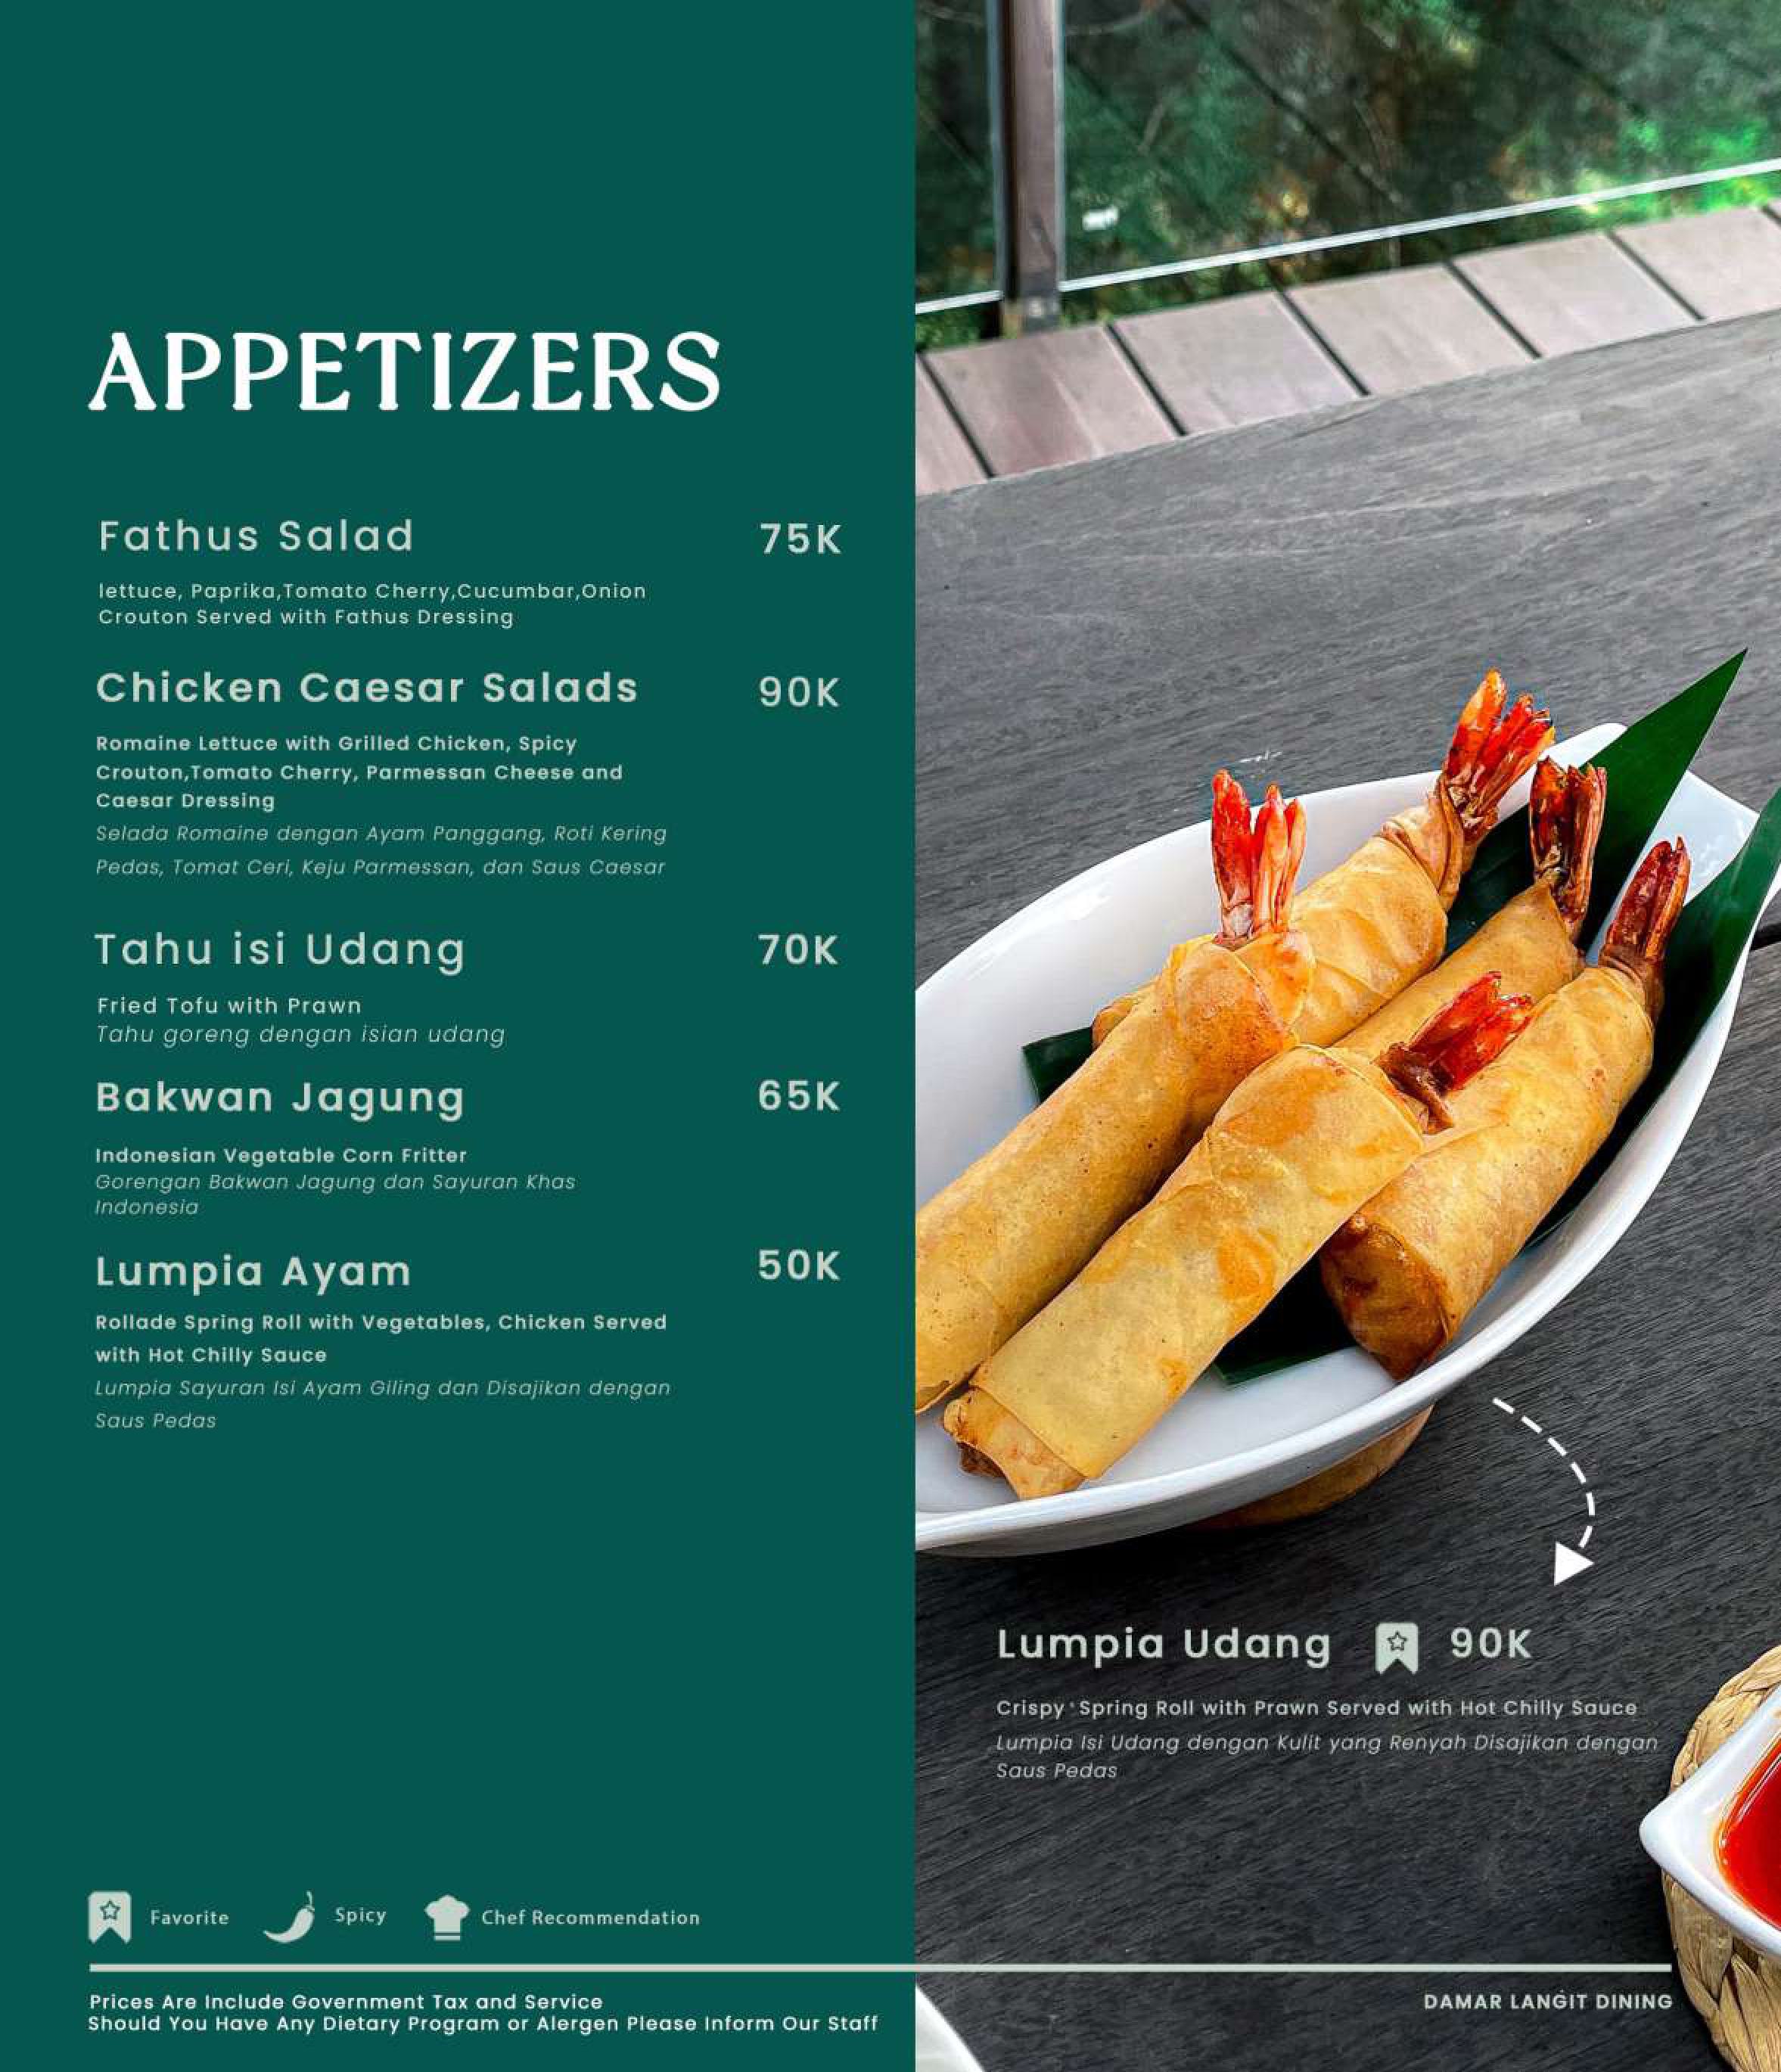 APPETIZERS
Fathus Salad 75K
lettuce, Paprika,Tomato Cherry,Cucumbar,Onion
Crouton Served with Fathus Dressing
Chicken Caesar Salads 90K
Romaine Lettuce with Grilled Chicken, Spicy
Crouton,Tomato Cherry, Parmessan Cheese and
Caesar Dressing
Selada Romaine dengan Ayam Panggang, Roti Kering
Pedas, Tomat Ceri, Keju Parmessan, dan Saus Caesar
Tahu isi Udang 70K
Fried Tofu with Prawn
Tahu goreng dengan isian udang
Bakwan Jagung 65K
Indonesian Vegetable Corn Fritter
Gorengan Bakwan Jagung dan Sayuran Khas
Indonesia
Lumpia Ayam 50K
Rollade Spring Roll with Vegetables, Chicken Served
with Hot Chilly Sauce
Lumpia Sayuran Isi Ayam Giling dan Disajikan dengan
Saus Pedas
Lumpia Udang 90K
Crispy Spring Roll with Prawn Served with Hot Chilly Sauce
Lumpia Isi Udang dengan Kulit yang Renyah Disajikan dengan
Saus Pedas
Favorite Spicy Chef Recommendation
Prices Are Include Government Tax and Service
Should You Have Any Dietary Program or Alergen Please Inform Our Staff
DAMAR LANGIT DINING